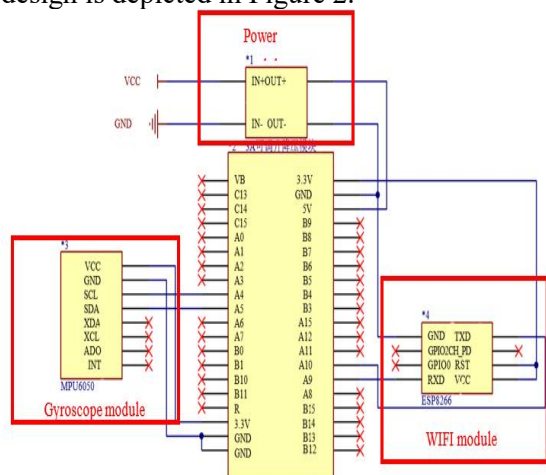 design is depicted in Figure 2.
Power
*1
VCC
IN+OUT+
GND
IN- OUT-
VB
C13
C14
C15
A0
A1
A2
A3
A4
A5
A6
A7
B0
B1
B10
B11
R
3.3V
GND
GND
3.3V
GND
5V
B9
B8
B7
B6
B5
B4
B3
A15
A12
A11
A10
A9
A8
B15
B14
B13
B12
*3
VCC
GND
SCL
SDA
XDA
XCL
ADO
INT
MPU6050
Gyroscope module
*4
GND TXD
GPIO2CH_PD
GPIO0 RST
RXD VCC
ESP8266
WIFI module